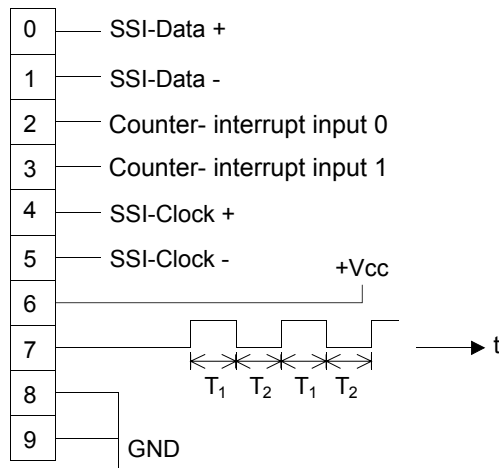 0 SSI-Data +
1 SSI-Data -
2 Counter- interrupt input 0
3 Counter- interrupt input 1
4 SSI-Clock +
5 SSI-Clock -
+Vcc
6
7 t
T1 T2 T1 T2
8
9 GND